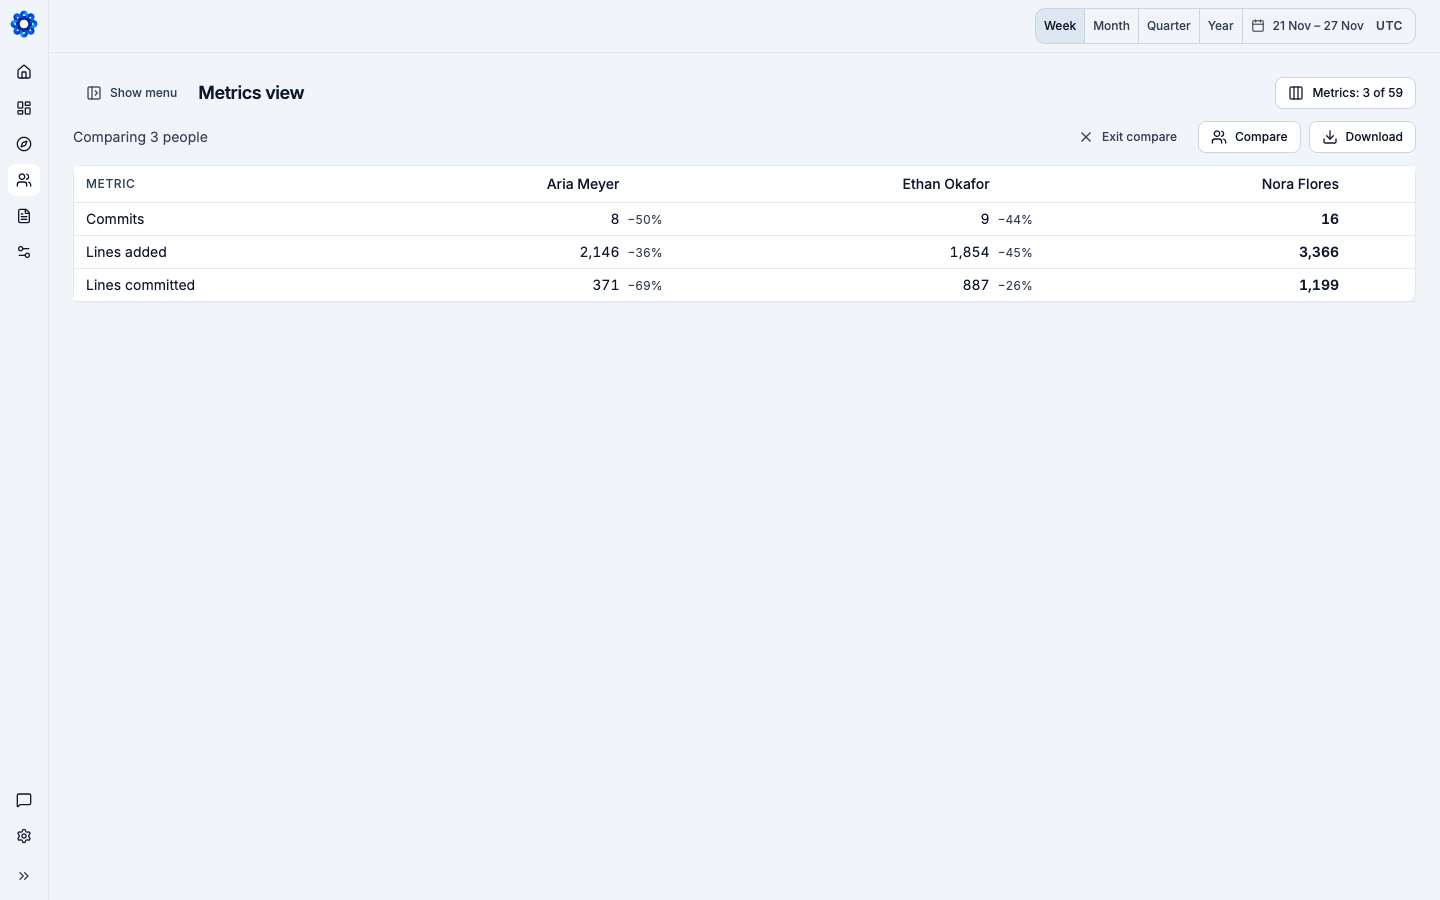 Week Month Quarter Year 21 Nov – 27 Nov UTC
Show menu Metrics view Metrics: 3 of 59
Comparing 3 people Exit compare Compare Download
METRIC Aria Meyer Ethan Okafor Nora Flores
Commits 8 −50% 9 −44% 16
Lines added 2,146 −36% 1,854 −45% 3,366
Lines committed 371 −69% 887 −26% 1,199